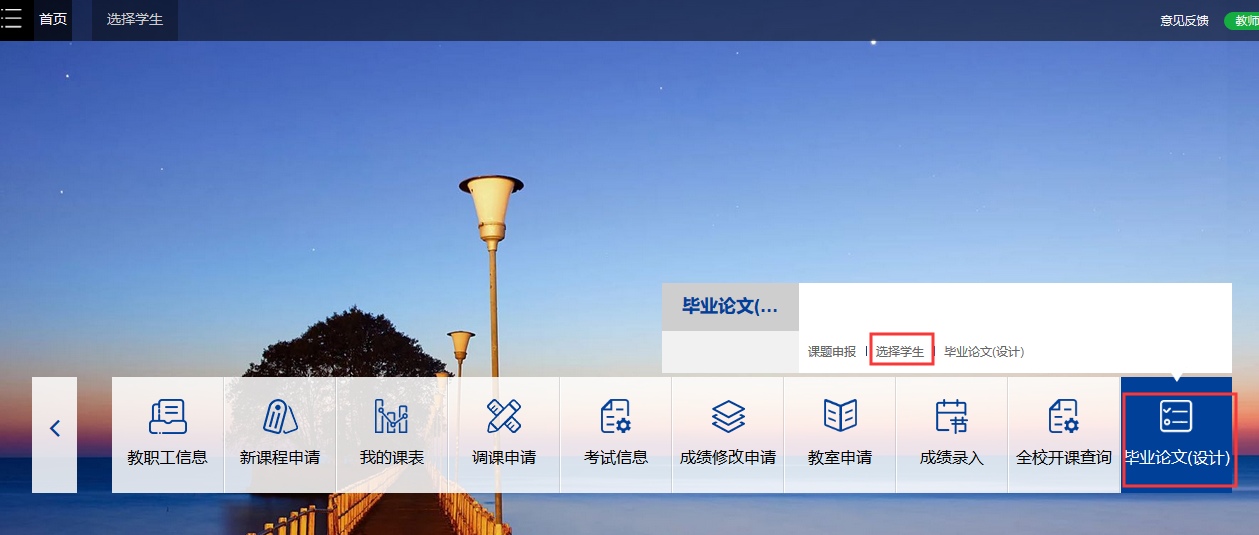 首页
选择学生
意见反馈
教师
毕业论文(...
课题申报
选择学生
毕业论文(设计)
教职工信息
新课程申请
我的课表
调课申请
考试信息
成绩修改申请
教室申请
成绩录入
全校开课查询
毕业论文(设计)